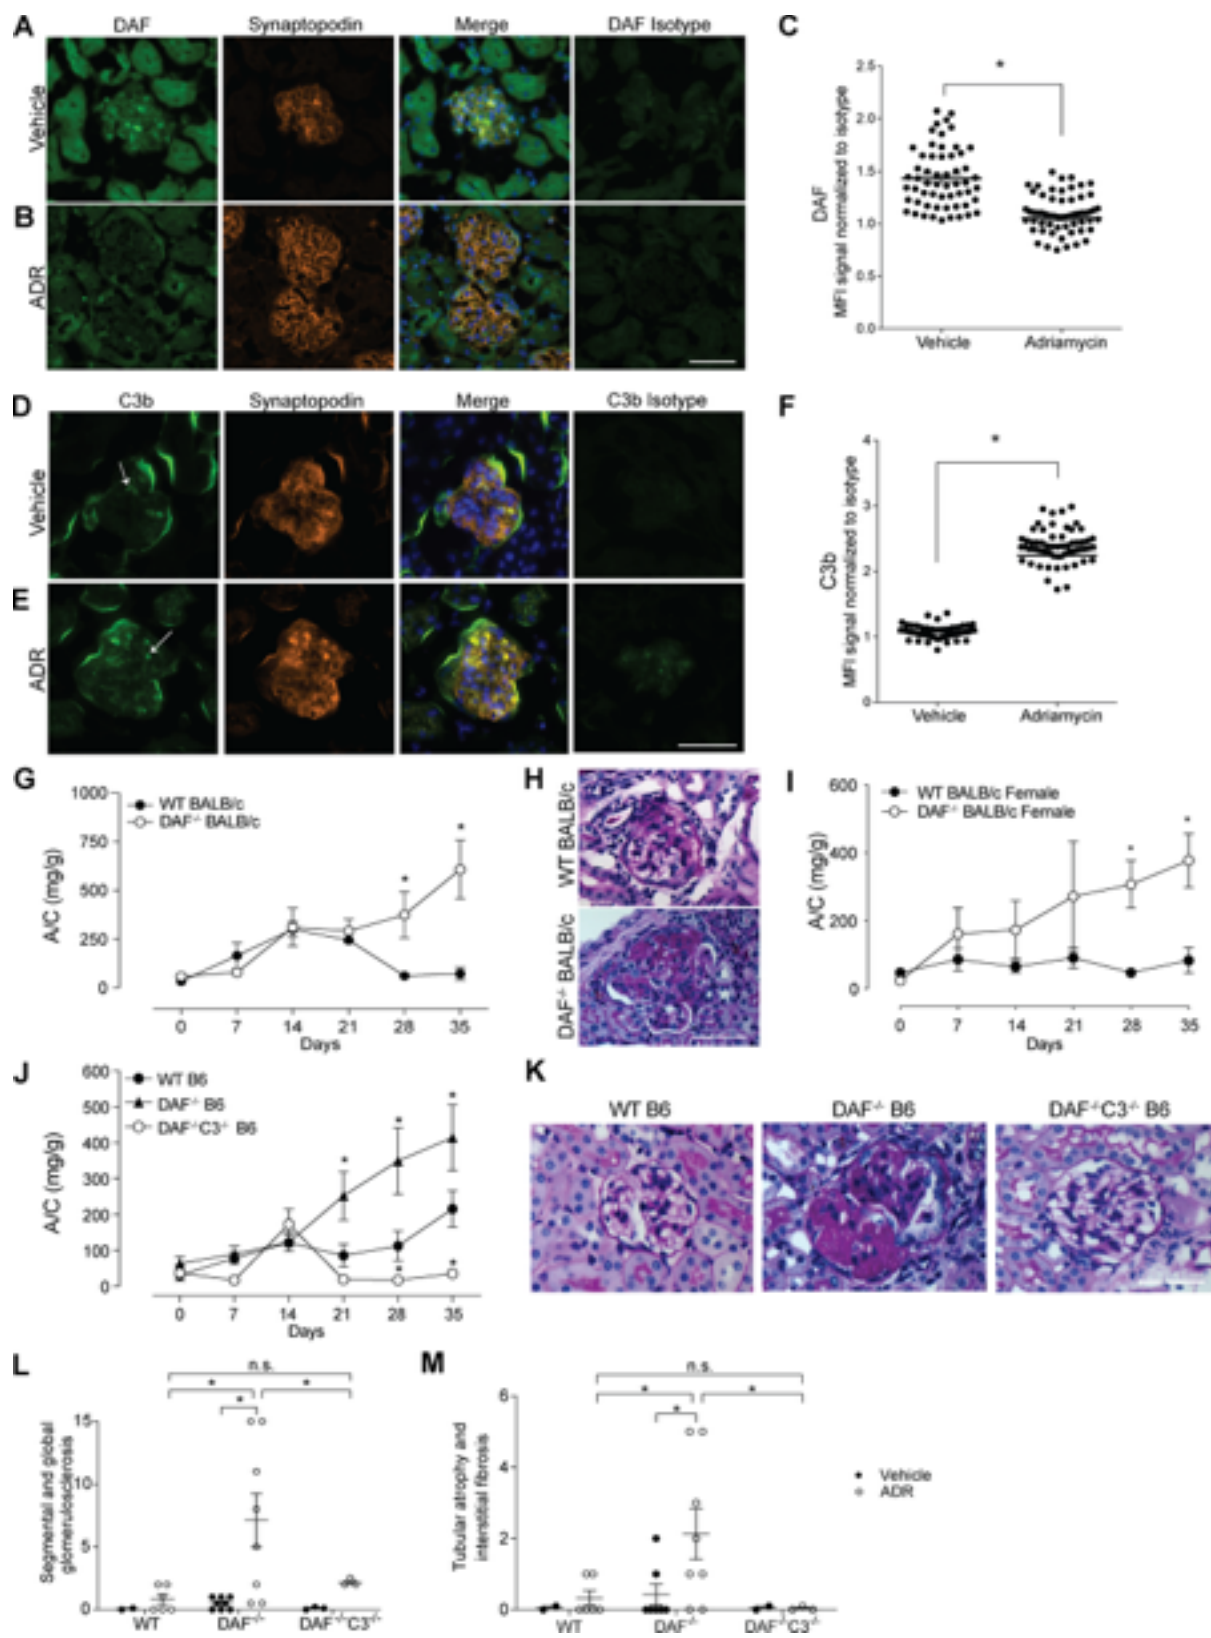 A
DAF
Synaptopodin
Merge
DAF Isotype
Vehicle
B
ADR
C
DAF
MFI signal normalized to isotype
2.5
2.0
1.5
1.0
0.5
0.0
*
Vehicle
Adriamycin
D
C3b
Synaptopodin
Merge
C3b Isotype
Vehicle
E
ADR
F
C3b
MFI signal normalized to isotype
4
3
2
1
0
*
Vehicle
Adriamycin
G
A/C (mg/g)
1000
750
500
250
0
WT BALB/c
DAF-/- BALB/c
*
*
0 7 14 21 28 35
Days
H
WT BALB/c
DAF-/- BALB/c
I
A/C (mg/g)
600
400
200
0
WT BALB/c Female
DAF-/- BALB/c Female
*
*
0 7 14 21 28 35
Days
J
A/C (mg/g)
600
500
400
300
200
100
0
WT B6
DAF-/- B6
DAF-/-C3-/- B6
*
*
*
*
*
0 7 14 21 28 35
Days
K
WT B6
DAF-/- B6
DAF-/-C3-/- B6
L
Segmental and global
glomerulosclerosis
15
10
5
0
n.s.
* *
*
WT DAF-/- DAF-/-C3-/-
M
Tubular atrophy and
interstitial fibrosis
6
4
2
0
n.s.
* *
*
WT DAF-/- DAF-/-C3-/-
Vehicle
ADR